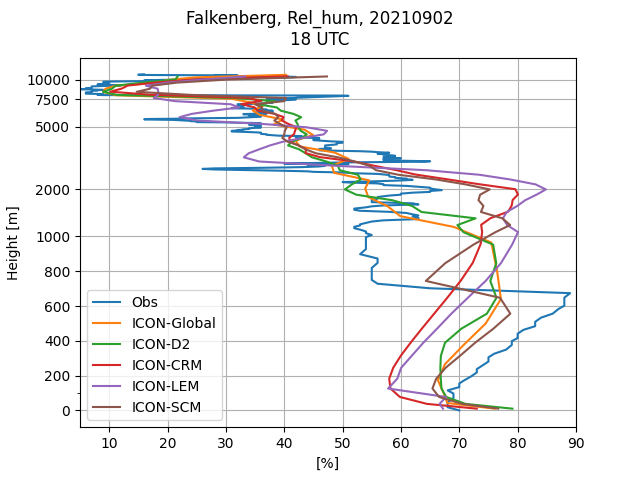 Falkenberg, Rel_hum, 20210902
18 UTC
10000
7500
5000
2000
1000
800
600
400
200
0
Height [m]
Obs
ICON-Global
ICON-D2
ICON-CRM
ICON-LEM
ICON-SCM
10 20 30 40 50 60 70 80 90
[%]